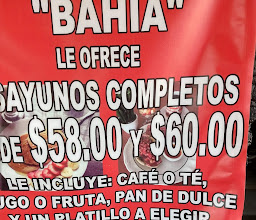 "BAHIA"
LE OFRECE
SAYUNOS COMPLETOS
DE $58.00 Y $60.00
LE INCLUYE: CAFÉ O TÉ,
UGO O FRUTA, PAN DE DULCE
Y UN PLATILLO A ELEGIR